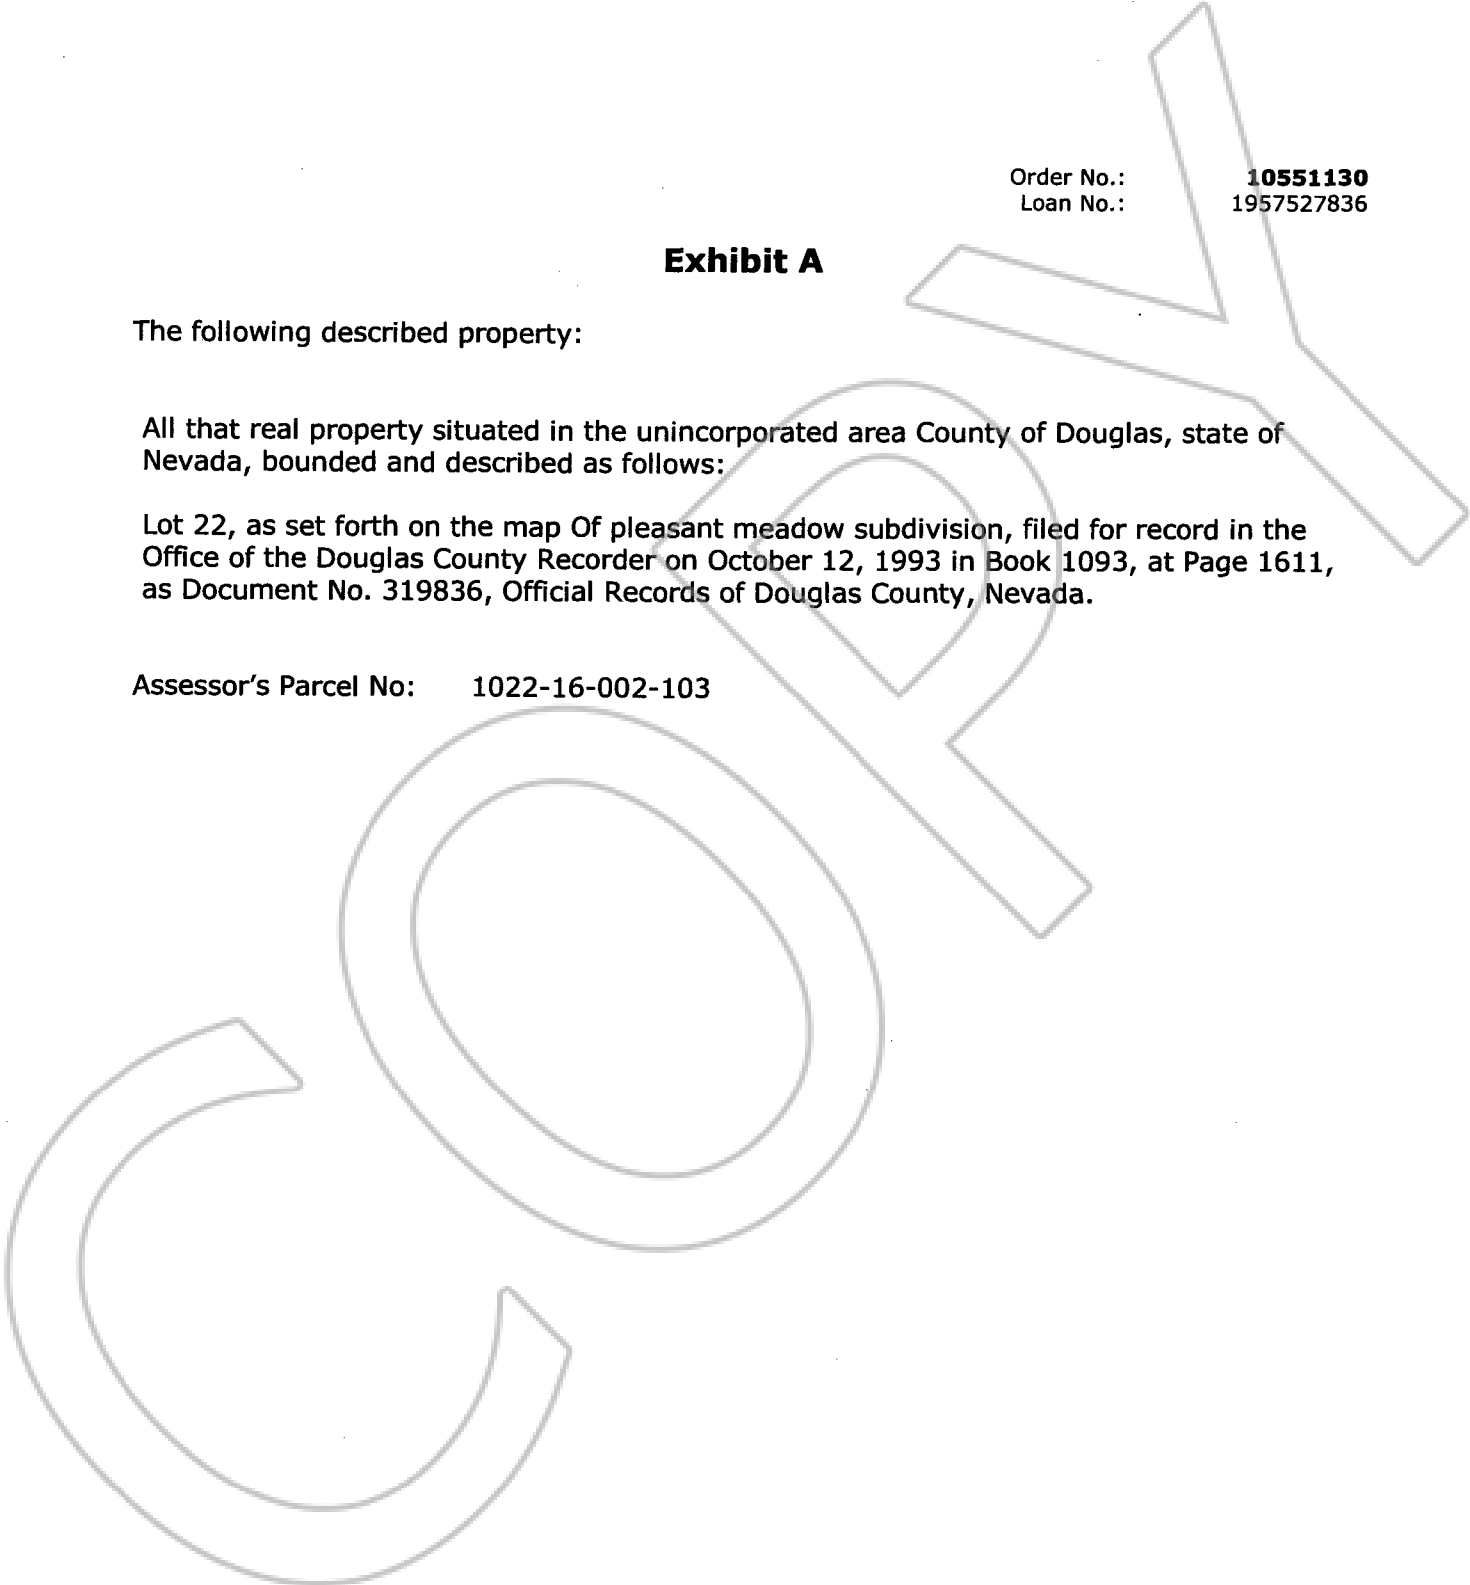 Order No.: 10551130
Loan No.: 1957527836
Exhibit A
The following described property:
All that real property situated in the unincorporated area County of Douglas, state of
Nevada, bounded and described as follows:
Lot 22, as set forth on the map Of pleasant meadow subdivision, filed for record in the
Office of the Douglas County Recorder on October 12, 1993 in Book 1093, at Page 1611,
as Document No. 319836, Official Records of Douglas County, Nevada.
Assessor's Parcel No: 1022-16-002-103
COPY